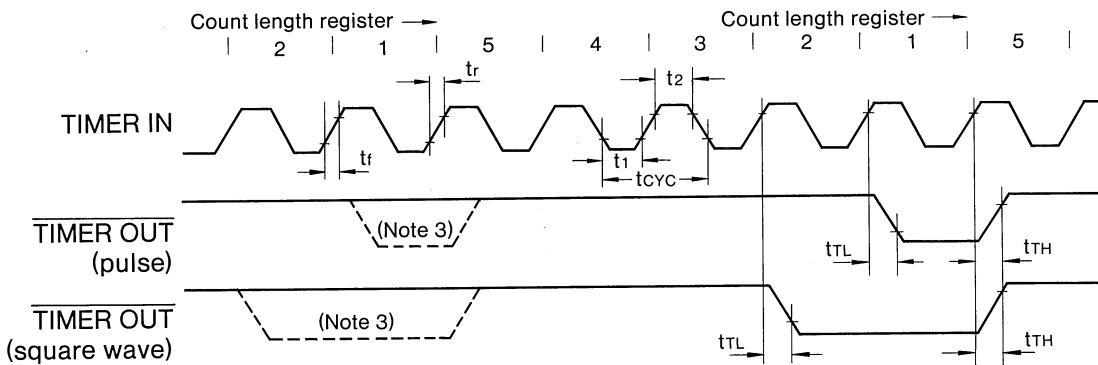 Count length register
Count length register
2 1 5 4 3 2 1 5
TIMER IN
tr
t2
tf
t1
tCYC
TIMER OUT
(pulse)
(Note 3)
tTL
tTH
TIMER OUT
(square wave)
(Note 3)
tTL
tTH